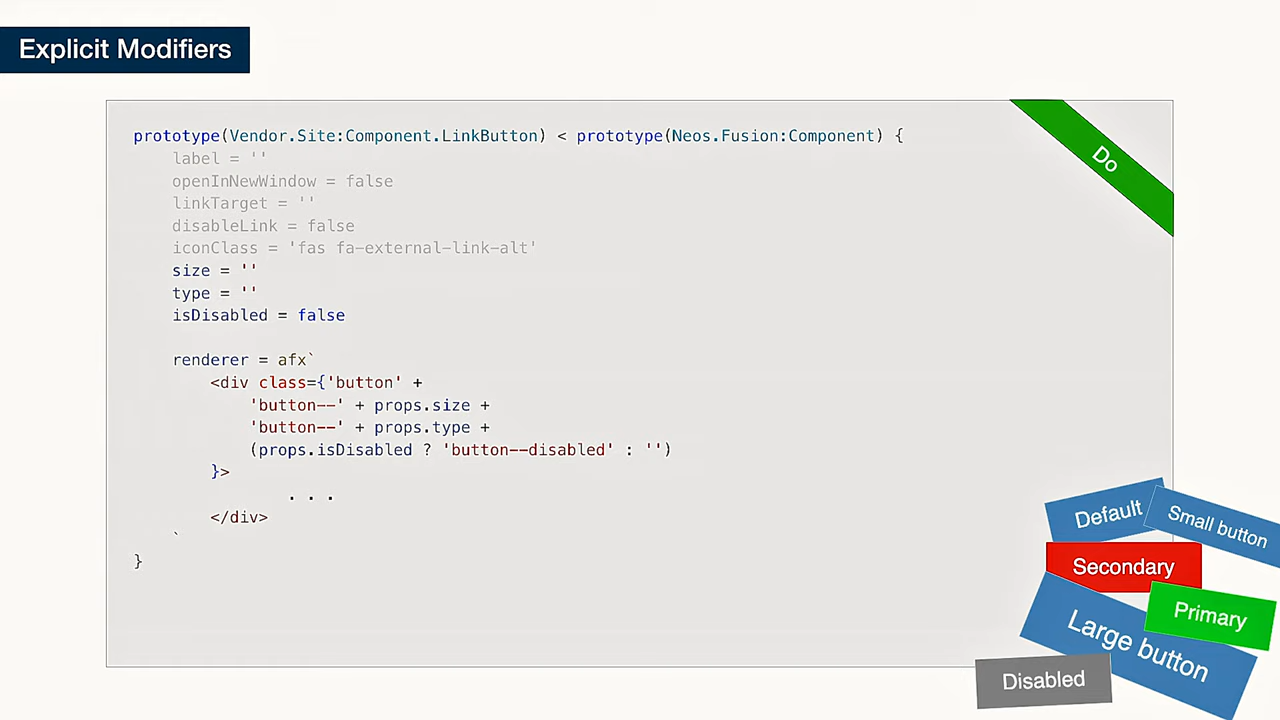 Explicit Modifiers
Do
prototype(Vendor.Site:Component.LinkButton) < prototype(Neos.Fusion:Component) {
    label = ''
    openInNewWindow = false
    linkTarget = ''
    disableLink = false
    iconClass = 'fas fa-external-link-alt'
    size = ''
    type = ''
    isDisabled = false
    renderer = afx`
        <div class={'button' +
            'button--' + props.size +
            'button--' + props.type +
            (props.isDisabled ? 'button--disabled' : '')
        }>
                . . .
        </div>
    `
}
Default
Small button
Secondary
Primary
Large button
Disabled